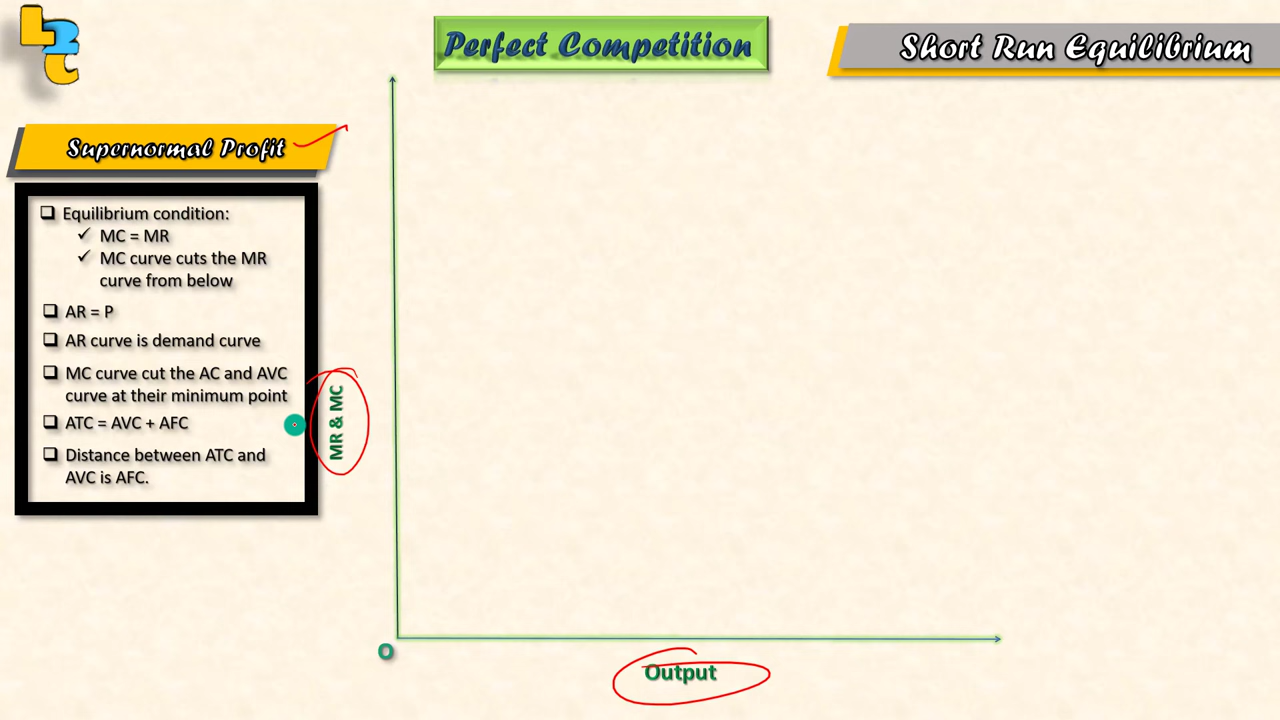 LBC
Perfect Competition
Short Run Equilibrium
Supernormal Profit
Equilibrium condition:
MC = MR
MC curve cuts the MR
curve from below
AR = P
AR curve is demand curve
MC curve cut the AC and AVC
curve at their minimum point
ATC = AVC + AFC
Distance between ATC and
AVC is AFC.
MR & MC
O
Output